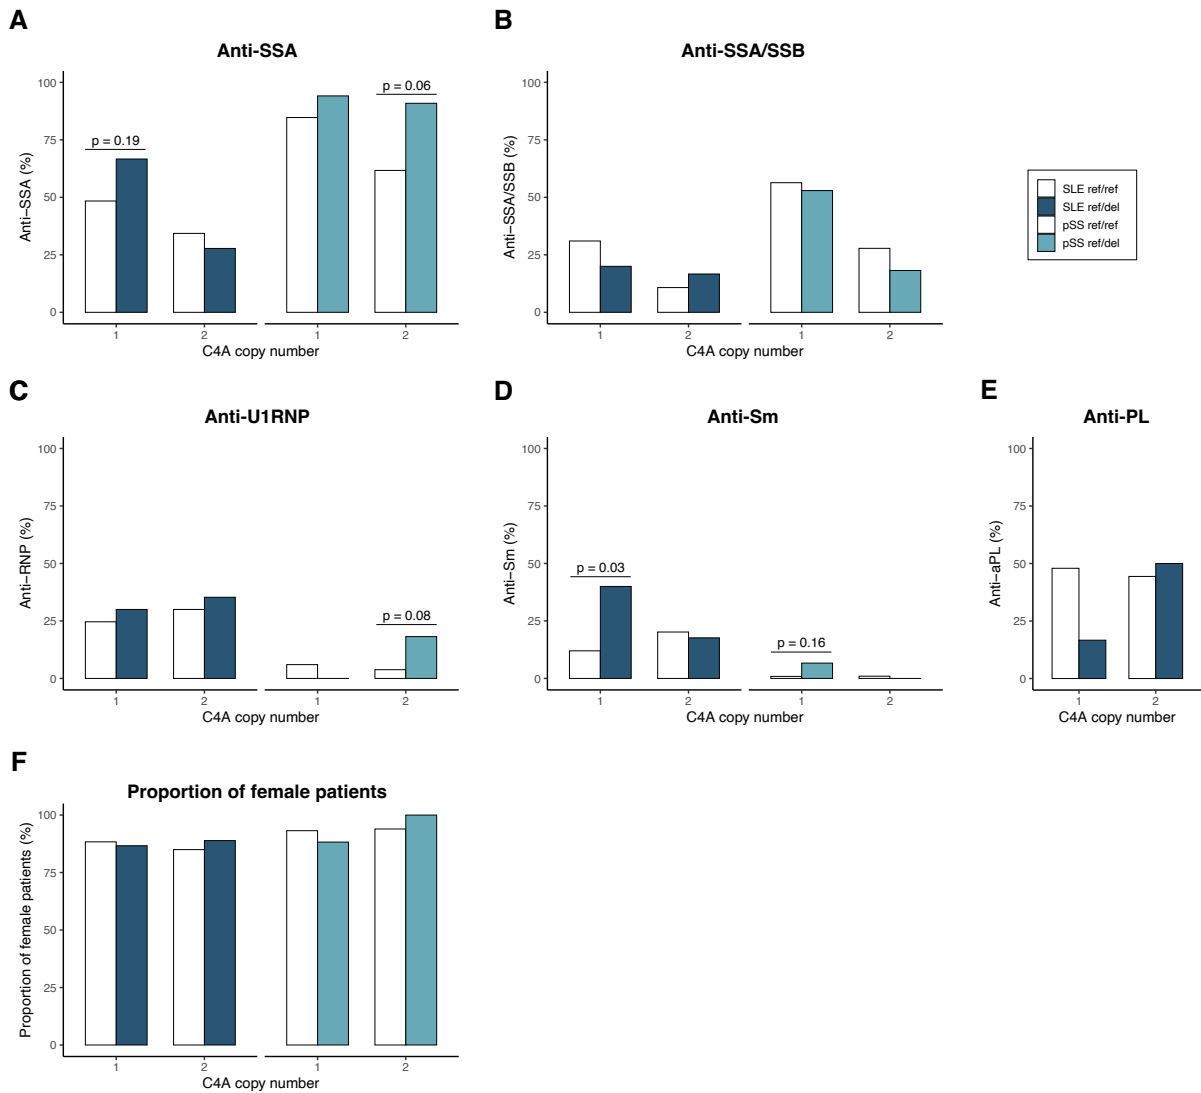 A
Anti-SSA
Anti−SSA (%)
100
75
50
25
0
p = 0.19
p = 0.06
1
2
1
2
C4A copy number
B
Anti-SSA/SSB
Anti−SSA/SSB (%)
100
75
50
25
0
1
2
1
2
C4A copy number
SLE ref/ref
SLE ref/del
pSS ref/ref
pSS ref/del
C
Anti-U1RNP
Anti−RNP (%)
100
75
50
25
0
p = 0.08
1
2
1
2
C4A copy number
D
Anti-Sm
Anti−Sm (%)
100
75
50
25
0
p = 0.03
p = 0.16
1
2
1
2
C4A copy number
E
Anti-PL
Anti−aPL (%)
100
75
50
25
0
1
2
C4A copy number
F
Proportion of female patients
Proportion of female patients (%)
100
75
50
25
0
1
2
1
2
C4A copy number